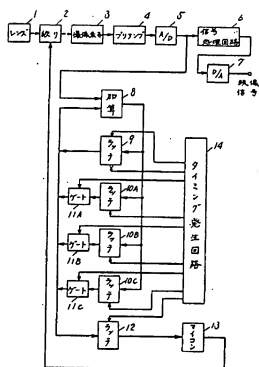 1 2 3 4 5 6
レンズ 絞リ 撮像素子 プリアンプ A/D 信号処理回路
D/A 7
映像信号
加算 8
ラッチ 9
14
タイミング発生回路
ゲート 11A ラッチ 10A
ゲート 11B ラッチ 10B
ゲート 11C ラッチ 10C
ラッチ 12 マイコン 13